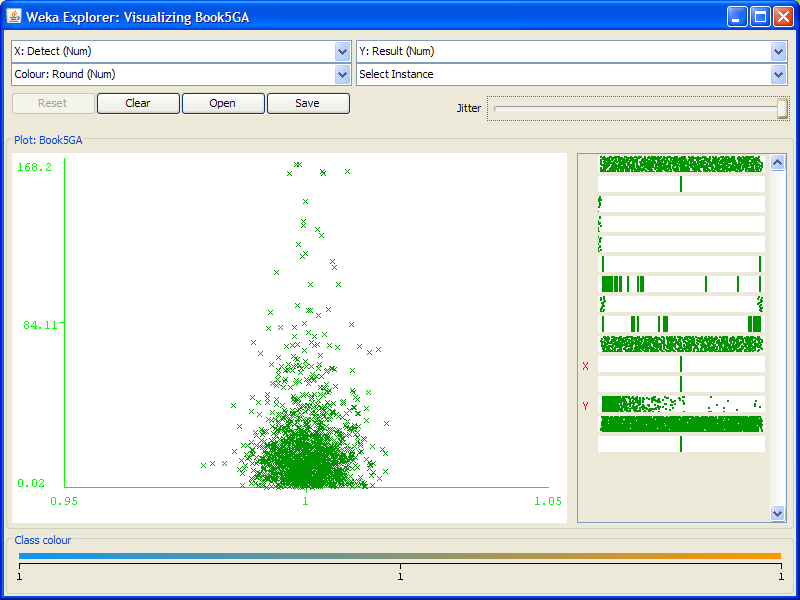 Weka Explorer: Visualizing Book5GA
X: Detect (Num)
Y: Result (Num)
Colour: Round (Num)
Select Instance
Reset
Clear
Open
Save
Jitter
Plot: Book5GA
168.2
84.11
0.02
0.95
1
1.05
X
Y
Class colour
1
1
1